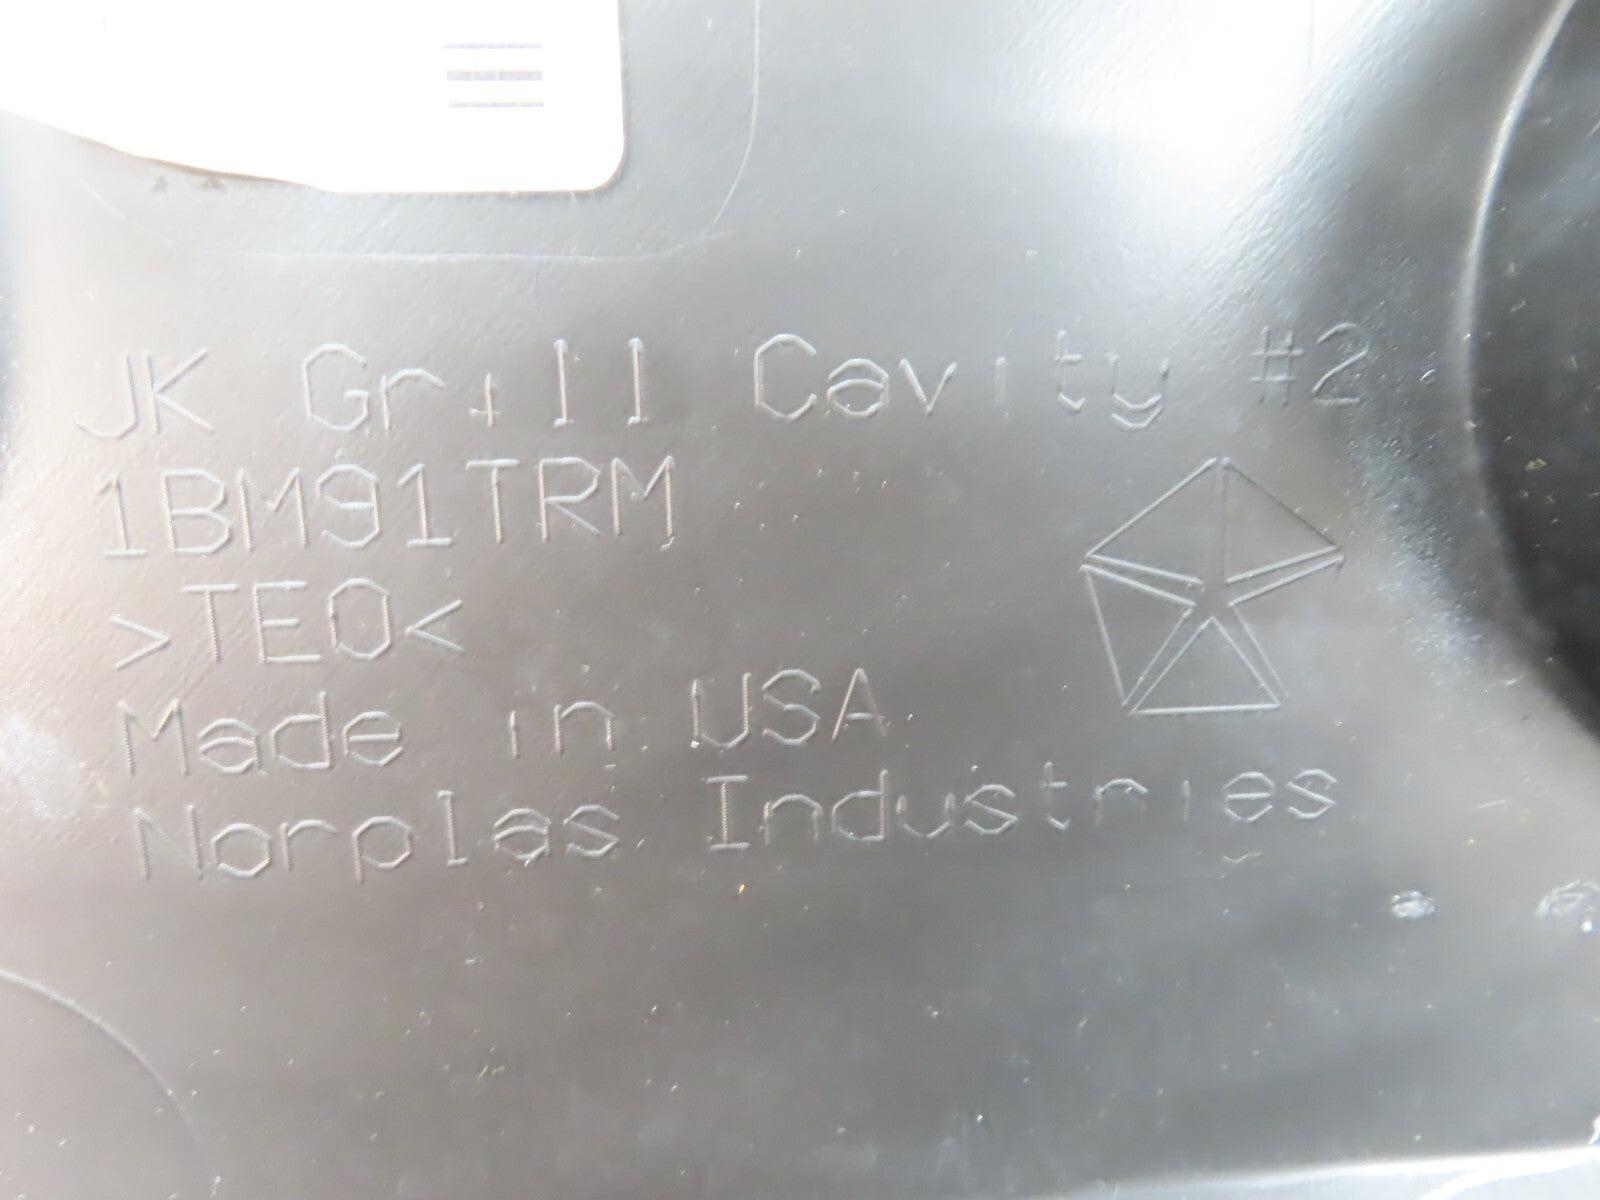 JK Grill Cavity #2
1BM91TRM
>TEO<
Made in USA
Norplas Industries